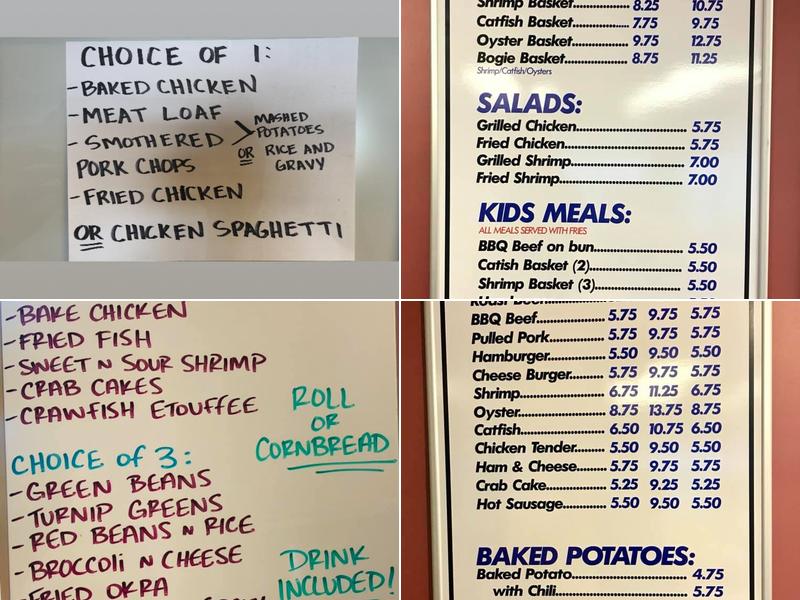 CHOICE OF 1:
-BAKED CHICKEN
-MEAT LOAF
-SMOTHERED
PORK CHOPS
MASHED
POTATOES
OR RICE AND
GRAVY
-FRIED CHICKEN
OR CHICKEN SPAGHETTI
Shrimp Basket 8.25 10.75
Catfish Basket 7.75 9.75
Oyster Basket 9.75 12.75
Bogie Basket 8.75 11.25
Shrimp/Catfish/Oysters
SALADS:
Grilled Chicken 5.75
Fried Chicken 5.75
Grilled Shrimp 7.00
Fried Shrimp 7.00
KIDS MEALS:
ALL MEALS SERVED WITH FRIES
BBQ Beef on bun 5.50
Catish Basket (2) 5.50
Shrimp Basket (3) 5.50
-BAKE CHICKEN
-FRIED FISH
-SWEET N SOUR SHRIMP
-CRAB CAKES
-CRAWFISH ETOUFFEE
ROLL
OR
CORNBREAD
CHOICE of 3:
-GREEN BEANS
-TURNIP GREENS
-RED BEANS N RICE
-BROCCOLi N CHEESE
-FRIED OKRA
DRINK
INCLUDED!
Roast Beef
BBQ Beef 5.75 9.75 5.75
Pulled Pork 5.75 9.75 5.75
Hamburger 5.50 9.50 5.50
Cheese Burger 5.75 9.75 5.75
Shrimp 6.75 11.25 6.75
Oyster 8.75 13.75 8.75
Catfish 6.50 10.75 6.50
Chicken Tender 5.50 9.50 5.50
Ham & Cheese 5.75 9.75 5.75
Crab Cake 5.25 9.25 5.25
Hot Sausage 5.50 9.50 5.50
BAKED POTATOES:
Baked Potato 4.75
with Chili 5.75